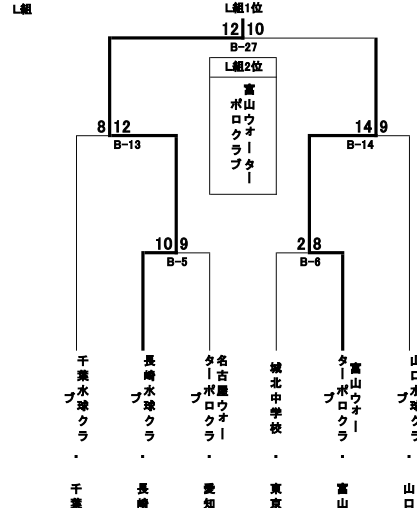 L組
L組1位
12 10
B-27
L組2位
富山ウォーター
ポロクラブ
8 12
B-13
14 9
B-14
10 9
B-5
2 8
B-6
千葉水球クラ
ブ
長崎水球クラ
ブ
名古屋ウォー
ターポロクラ
ブ
城北中学校
富山ウォー
ターポロクラ
ブ
山口水球クラ
ブ
・ ・ ・ ・ ・ ・
千葉
長崎
愛知
東京
富山
山口